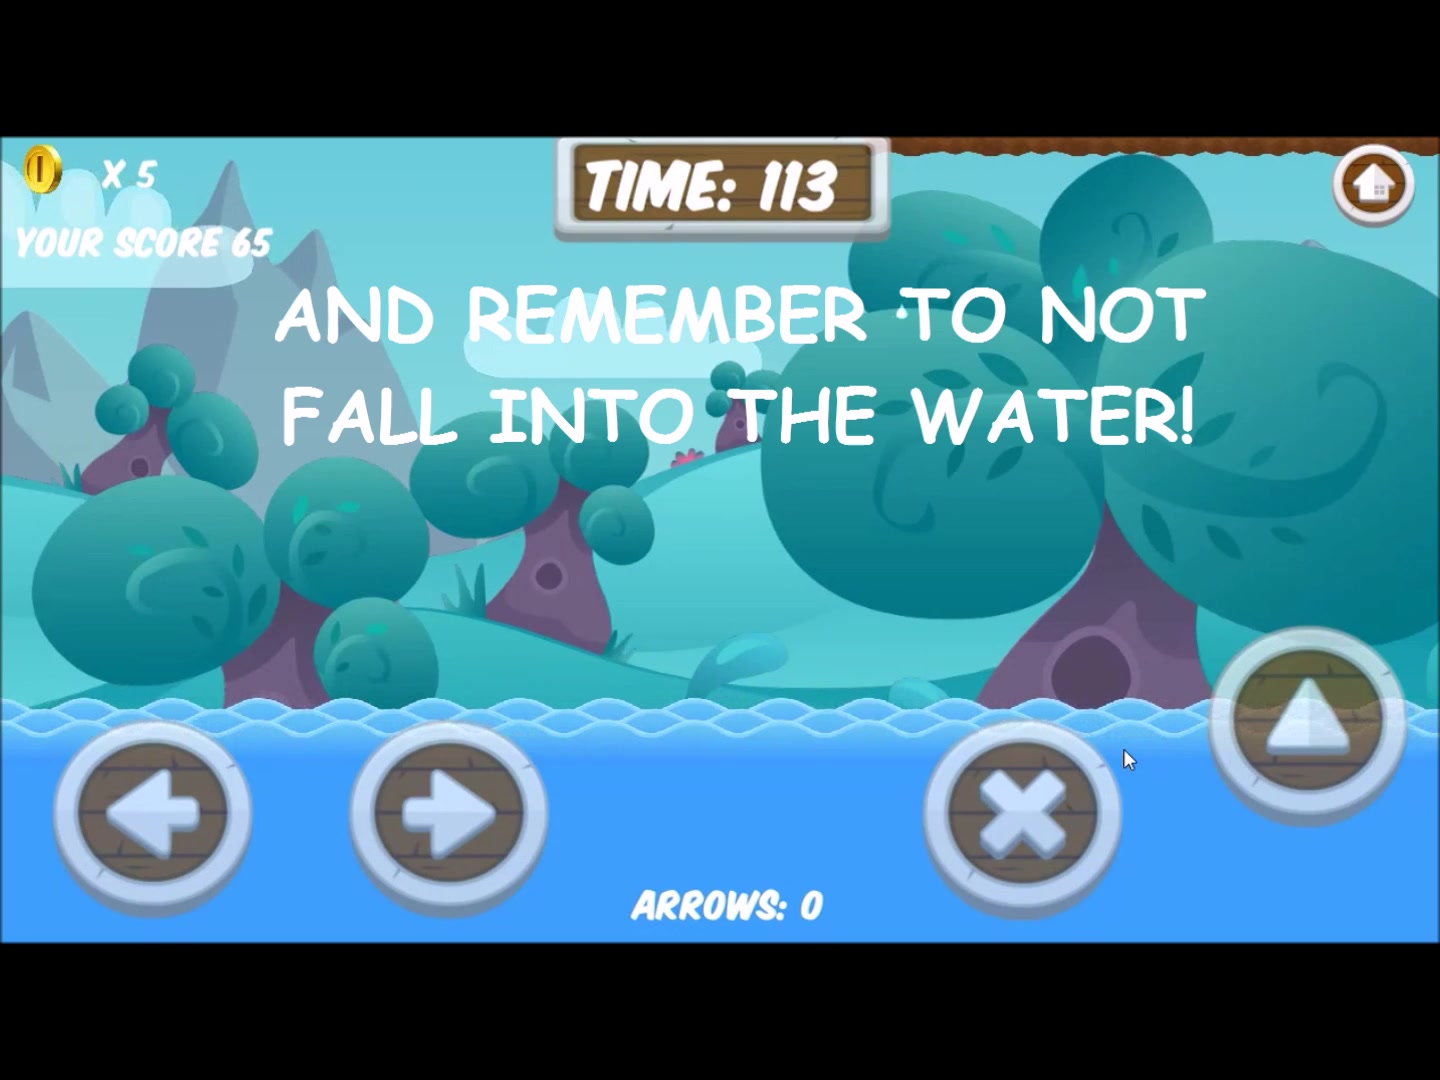 X 5
TIME: 113
YOUR SCORE 65
AND REMEMBER TO NOT
FALL INTO THE WATER!
ARROWS: 0